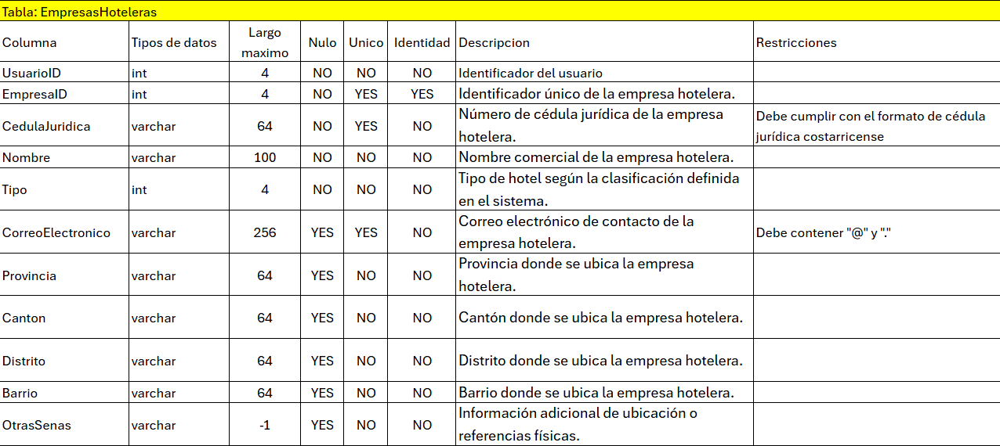 Tabla: EmpresasHoteleras
Columna Tipos de datos Largo maximo Nulo Unico Identidad Descripcion Restricciones
UsuarioID int 4 NO NO NO Identificador del usuario
EmpresaID int 4 NO YES YES Identificador único de la empresa hotelera.
CedulaJuridica varchar 64 NO YES NO Número de cédula jurídica de la empresa hotelera. Debe cumplir con el formato de cédula jurídica costarricense
Nombre varchar 100 NO NO NO Nombre comercial de la empresa hotelera.
Tipo int 4 NO NO NO Tipo de hotel según la clasificación definida en el sistema.
CorreoElectronico varchar 256 YES YES NO Correo electrónico de contacto de la empresa hotelera. Debe contener "@" y "."
Provincia varchar 64 YES NO NO Provincia donde se ubica la empresa hotelera.
Canton varchar 64 YES NO NO Cantón donde se ubica la empresa hotelera.
Distrito varchar 64 YES NO NO Distrito donde se ubica la empresa hotelera.
Barrio varchar 64 YES NO NO Barrio donde se ubica la empresa hotelera.
OtrasSenas varchar -1 YES NO NO Información adicional de ubicación o referencias físicas.